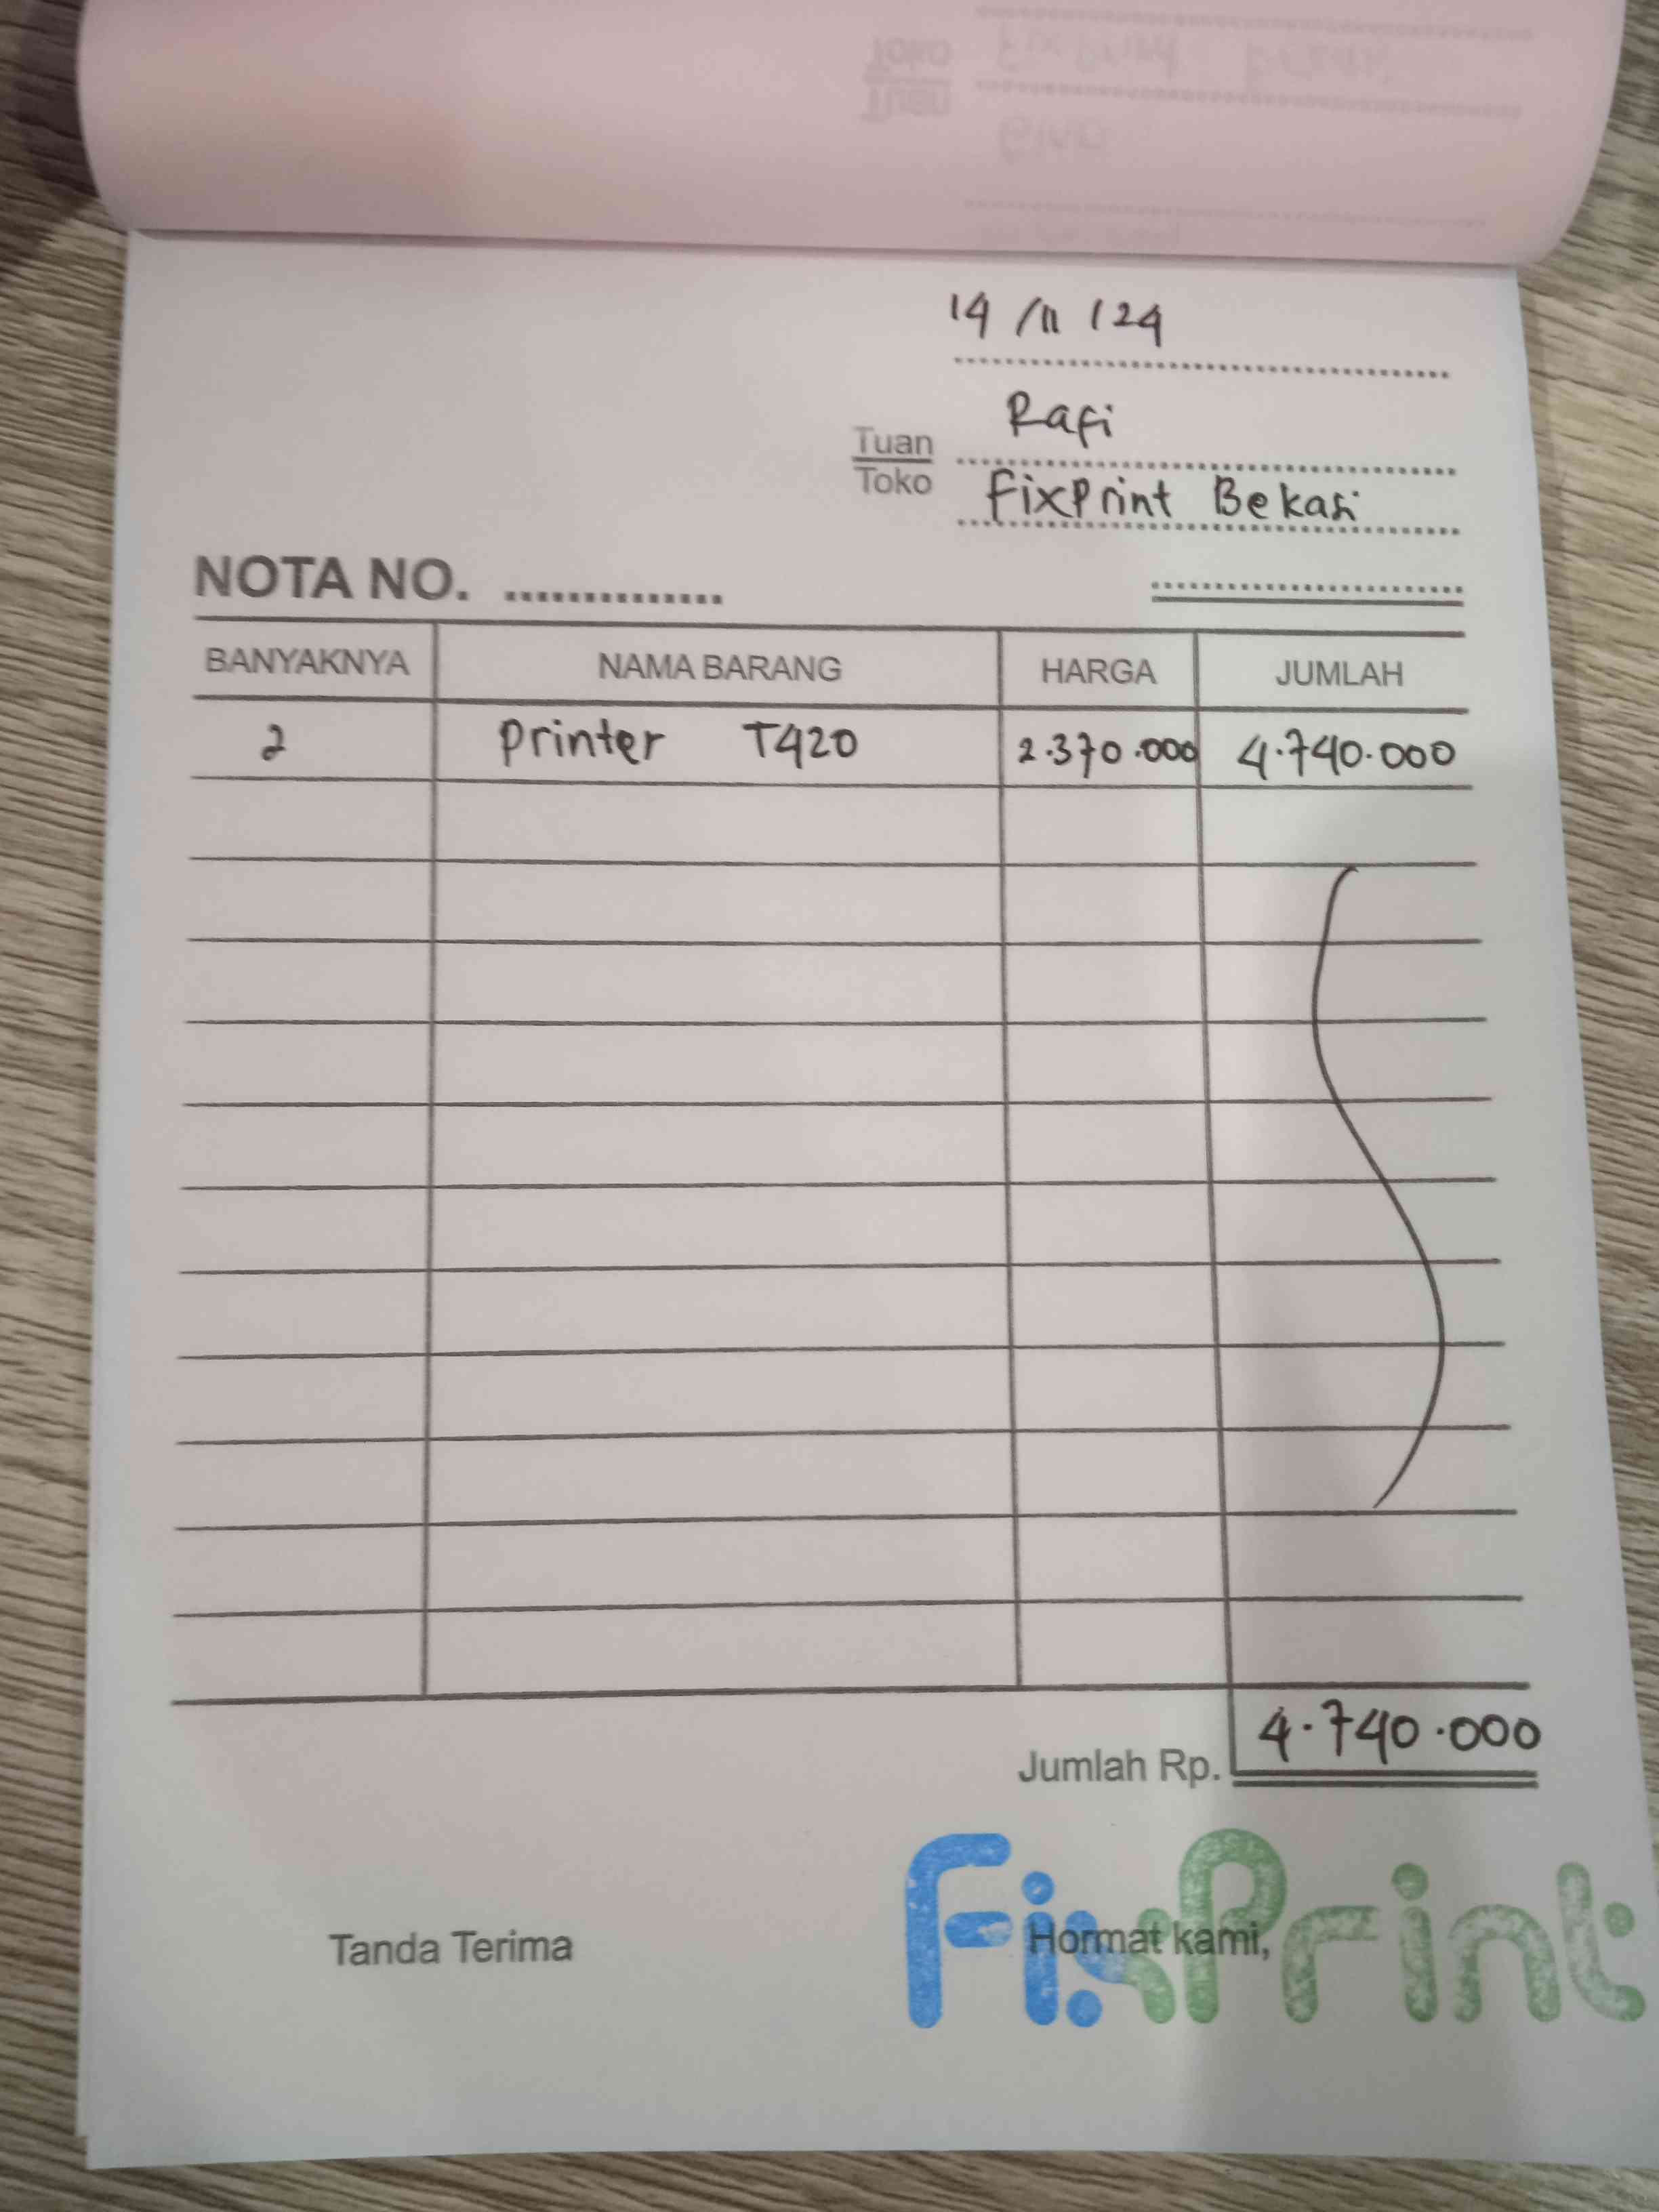 14/11/24
Rafi
Tuan
Toko
FixPrint Bekasi
NOTA NO. ..............
BANYAKNYA NAMA BARANG HARGA JUMLAH
2 Printer T420 2.370.000 4.740.000
Jumlah Rp. 4.740.000
Tanda Terima
Hormat kami,
FixPrint